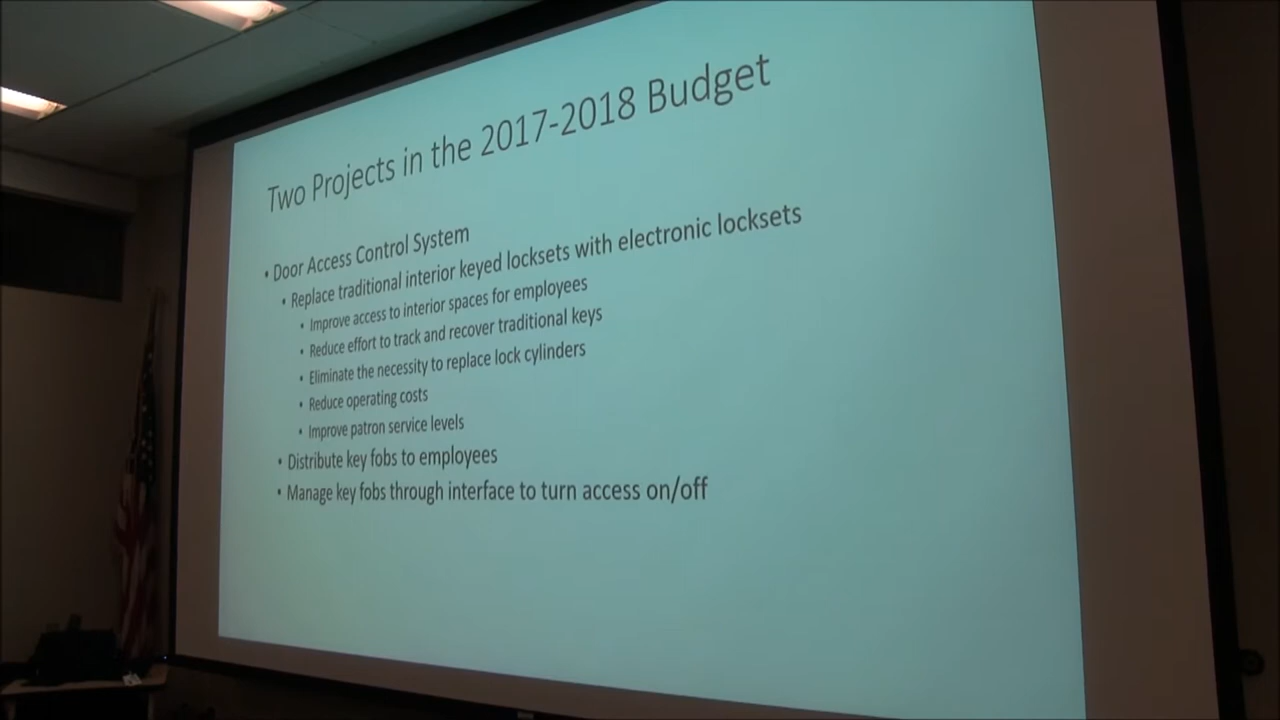 Two Projects in the 2017-2018 Budget
• Door Access Control System
• Replace traditional interior keyed locksets with electronic locksets
• Improve access to interior spaces for employees
• Reduce effort to track and recover traditional keys
• Eliminate the necessity to replace lock cylinders
• Reduce operating costs
• Improve patron service levels
• Distribute key fobs to employees
• Manage key fobs through interface to turn access on/off